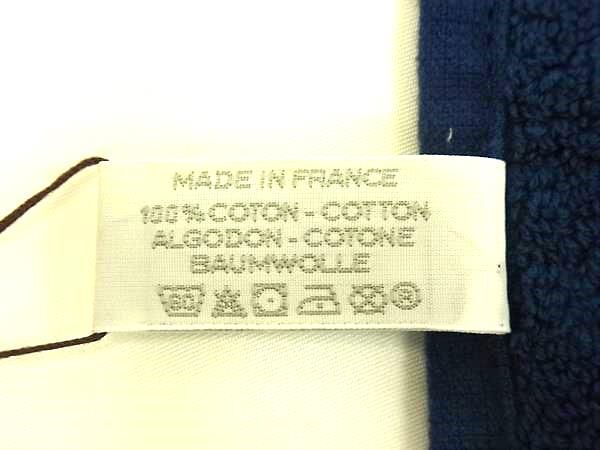 MADE IN FRANCE
100% COTON - COTTON
ALGODON - COTONE
BAUMWOLLE